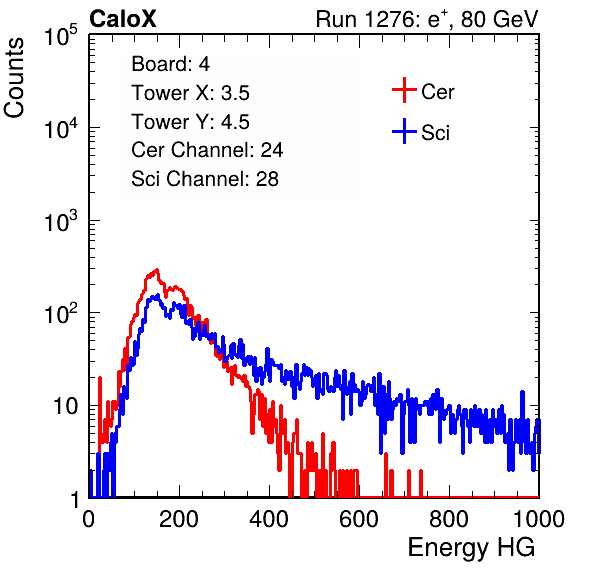 CaloX Run 1276: e⁺, 80 GeV
Counts
10⁵
10⁴
10³
10²
10
1
Board: 4
Tower X: 3.5
Tower Y: 4.5
Cer Channel: 24
Sci Channel: 28
Cer
Sci
0 200 400 600 800 1000
Energy HG